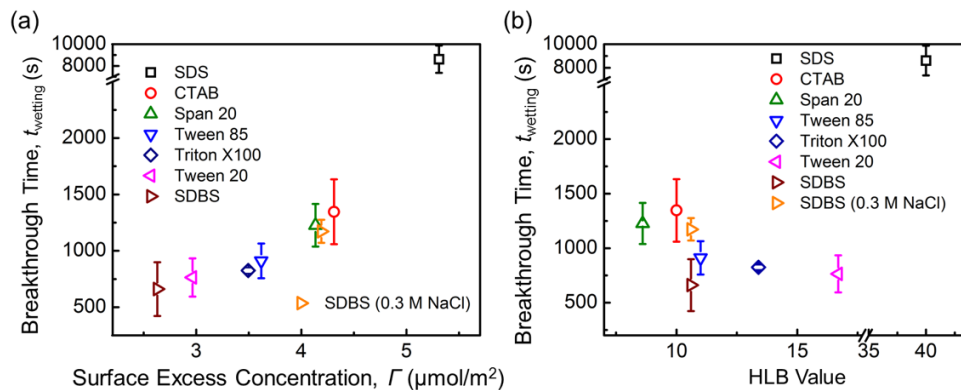 (a)
10000
8000
2000
1500
1000
500
Breakthrough Time, t_wetting (s)
SDS
CTAB
Span 20
Tween 85
Triton X100
Tween 20
SDBS
SDBS (0.3 M NaCl)
3
4
5
Surface Excess Concentration, Γ (μmol/m²)
(b)
10000
8000
2000
1500
1000
500
Breakthrough Time, t_wetting (s)
SDS
CTAB
Span 20
Tween 85
Triton X100
Tween 20
SDBS
SDBS (0.3 M NaCl)
10
15
35
40
HLB Value